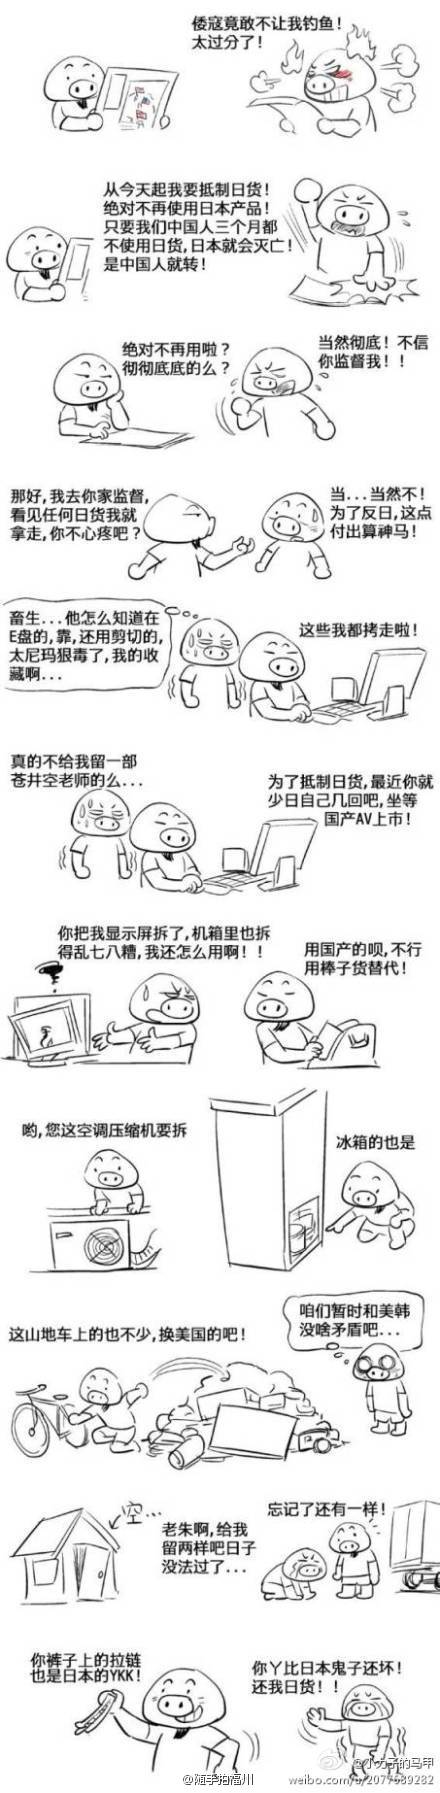 倭寇竟敢不让我钓鱼！
太过分了！
从今天起我要抵制日货！
绝对不再使用日本产品！
只要我们中国人三个月都
不使用日货,日本就会灭亡！
是中国人就转！
绝对不再用啦？
彻彻底底的么？
当然彻底！不信
你监督我！！
那好,我去你家监督,
看见任何日货我就
拿走,你不心疼吧？
当...当然不！
为了反日,这点
付出算神马！
畜生...他怎么知道在
E盘的,靠,还用剪切的,
太尼玛狠毒了,我的收
藏啊...
这些我都拷走啦！
真的不给我留一部
苍井空老师的么...
为了抵制日货,最近你就
少日自己几回吧,坐等
国产AV上市！
你把我显示屏拆了,机箱里也拆
得乱七八糟,我还怎么用啊！！
用国产的呗,不行
用棒子货替代！
哟,您这空调压缩机要拆
冰箱的也是
这山地车上的也不少,换美国的吧！
咱们暂时和美韩
没啥矛盾吧...
空...
老朱啊,给我
留两样吧日子
没法过了...
忘记了还有一样！
你裤子上的拉链
也是日本的YKK！
你丫比日本鬼子还坏！
还我日货！！
@随手拍福州
@小方子的马甲
weibo.com/u/2077589282